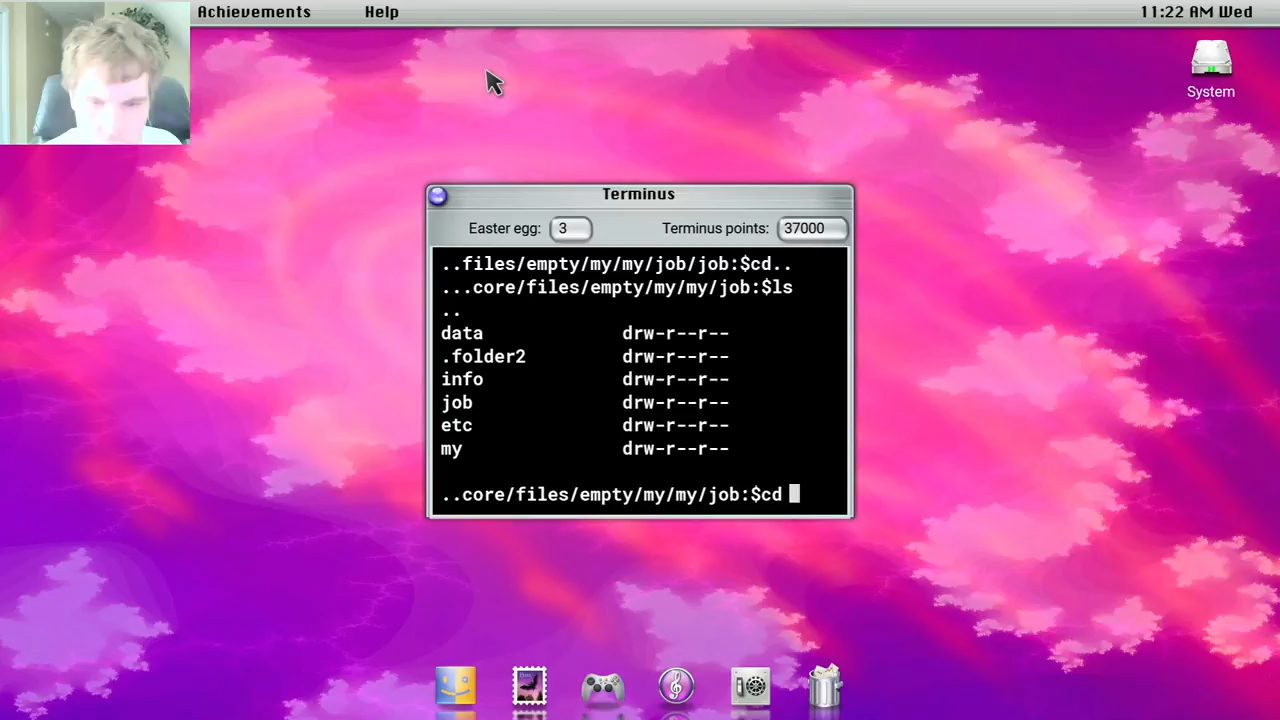 Achievements Help 11:22 AM Wed
System
Terminus
Easter egg: 3 Terminus points: 37000
..files/empty/my/my/job/job:$cd..
...core/files/empty/my/my/job:$ls
..
data drw-r--r--
.folder2 drw-r--r--
info drw-r--r--
job drw-r--r--
etc drw-r--r--
my drw-r--r--
..core/files/empty/my/my/job:$cd